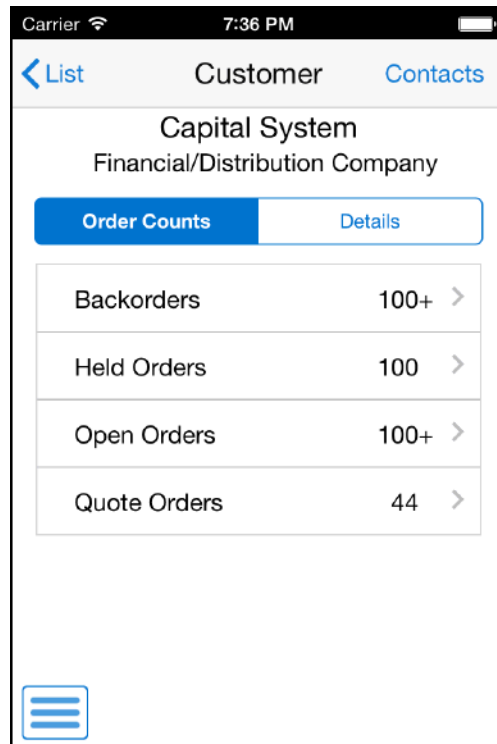 Carrier 7:36 PM
List Customer Contacts
Capital System
Financial/Distribution Company
Order Counts Details
Backorders 100+
Held Orders 100
Open Orders 100+
Quote Orders 44